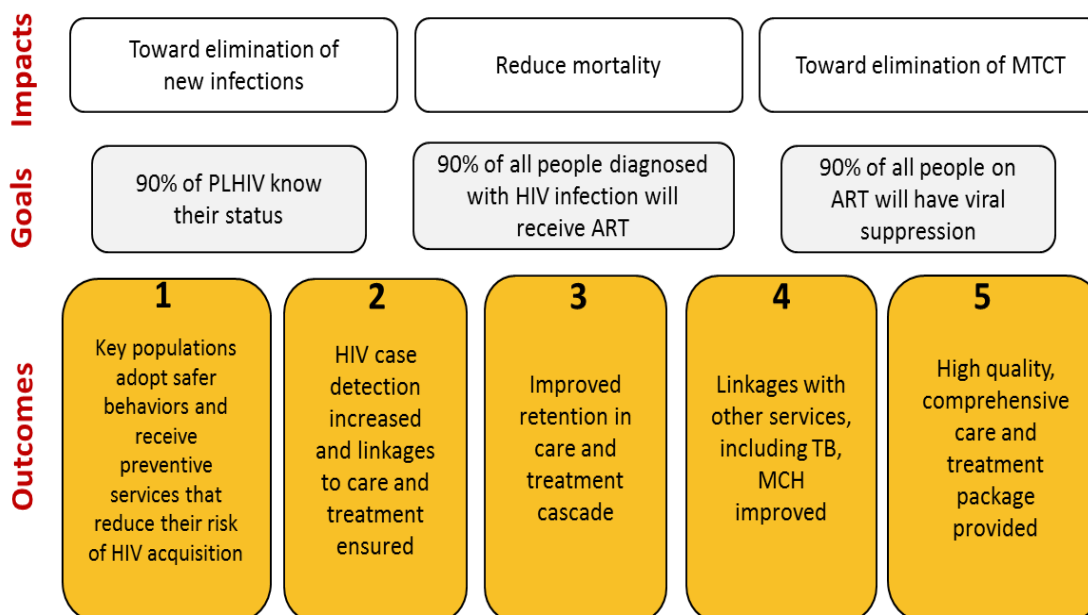 Impacts
Toward elimination of
new infections
Reduce mortality
Toward elimination of MTCT
Goals
90% of PLHIV know
their status
90% of all people diagnosed
with HIV infection will
receive ART
90% of all people on
ART will have viral
suppression
Outcomes
1
Key populations
adopt safer
behaviors and
receive
preventive
services that
reduce their risk
of HIV acquisition
2
HIV case
detection
increased
and linkages
to care and
treatment
ensured
3
Improved
retention in
care and
treatment
cascade
4
Linkages with
other services,
including TB,
MCH
improved
5
High quality,
comprehensive
care and
treatment
package
provided